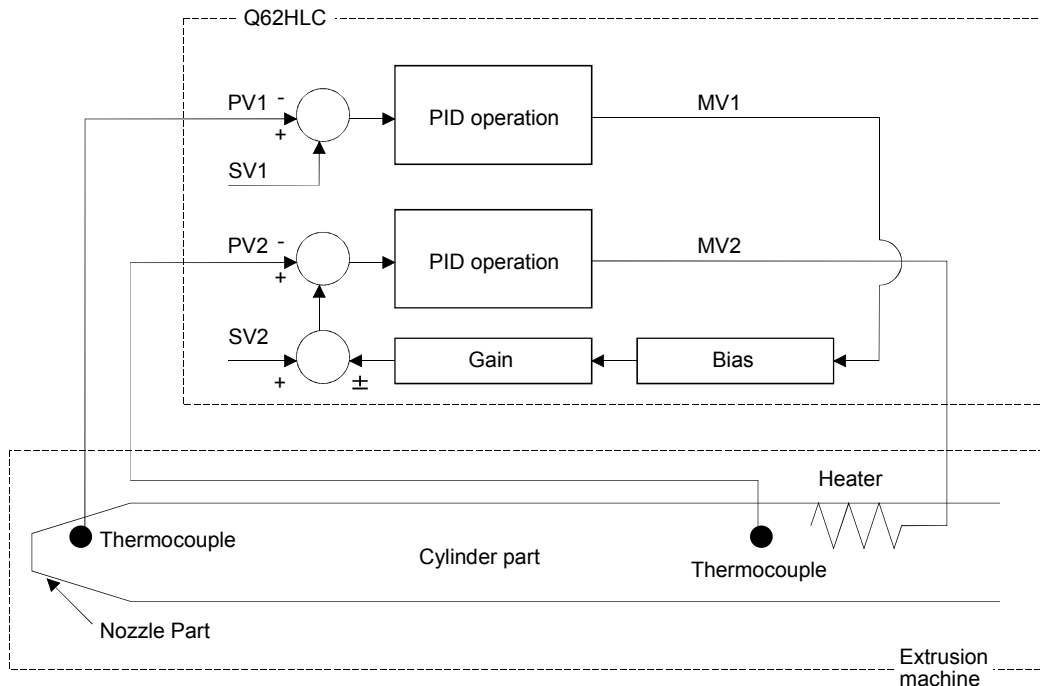 Q62HLC
PV1 -
+
SV1
PID operation
MV1
PV2 -
+
PID operation
MV2
SV2
+
±
Gain
Bias
Heater
Thermocouple
Cylinder part
Thermocouple
Nozzle Part
Extrusion
machine